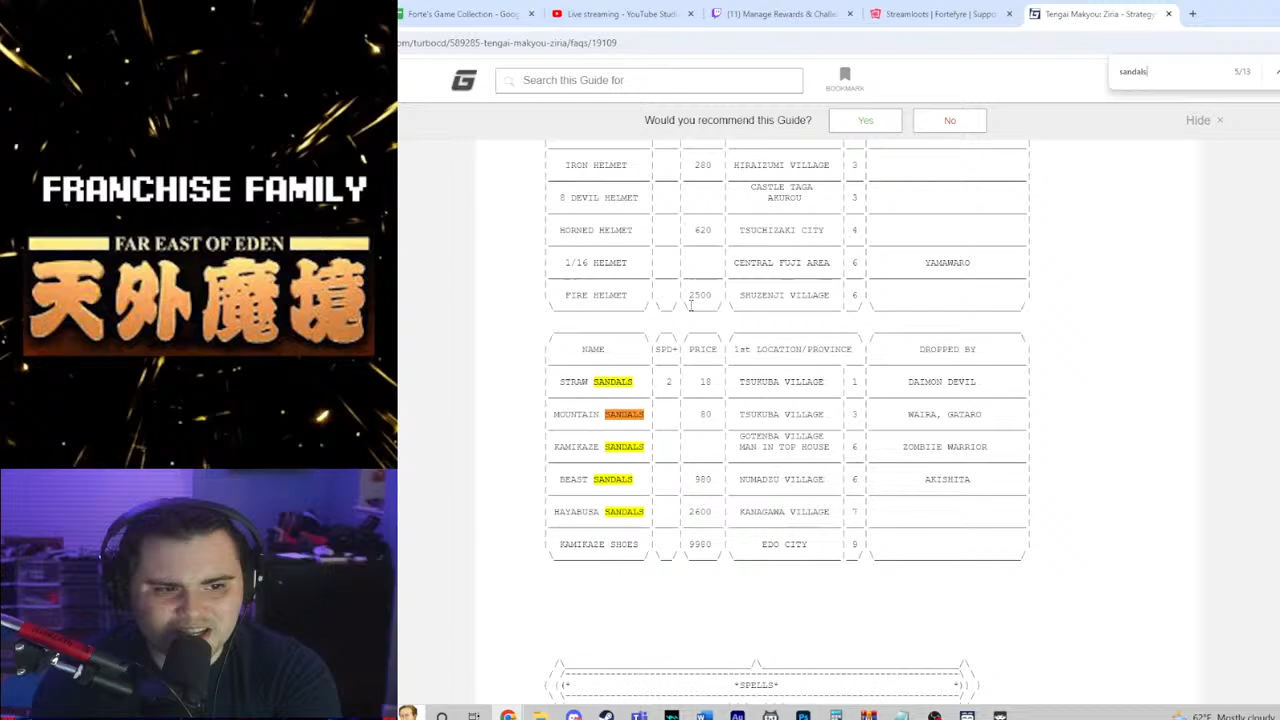 Forte's Game Collection - Goog
Live streaming - YouTube Studi
(11) Manage Rewards & C
Streamlots | Fortelyte | Suppo
Tengai Makyou: Ziria - Strategy
om/turbocd/589285-tengai-makyou-ziria/faqs/19109
sandals 5/13
Search this Guide for
BOOKMARK
Would you recommend this Guide? Yes No Hide ×
IRON HELMET 280 HIRAIZUMI VILLAGE 3
8 DEVIL HELMET CASTLE TAGA AKUROU 3
HORNED HELMET 620 TSUCHIZAKI CITY 4
1/16 HELMET CENTRAL FUJI AREA 6 YAMAWARO
FIRE HELMET 2500 SHUZENJI VILLAGE 6
NAME SPD+ PRICE 1st LOCATION/PROVINCE DROPPED BY
STRAW SANDALS 2 18 TSUKUBA VILLAGE 1 DAIMON DEVIL
MOUNTAIN SANDALS 80 TSUKUBA VILLAGE 3 WAIRA, GATARO
KAMIKAZE SANDALS GOTENBA VILLAGE MAN IN TOP HOUSE 6 ZOMBIIE WARRIOR
BEAST SANDALS 980 NUMADZU VILLAGE 6 AKISHITA
HAYABUSA SANDALS 2600 KANAGAWA VILLAGE 7
KAMIKAZE SHOES 9980 EDO CITY 9
+SPELLS+
62°F Mostly clou
FRANCHISE FAMILY
FAR EAST OF EDEN
天外魔境